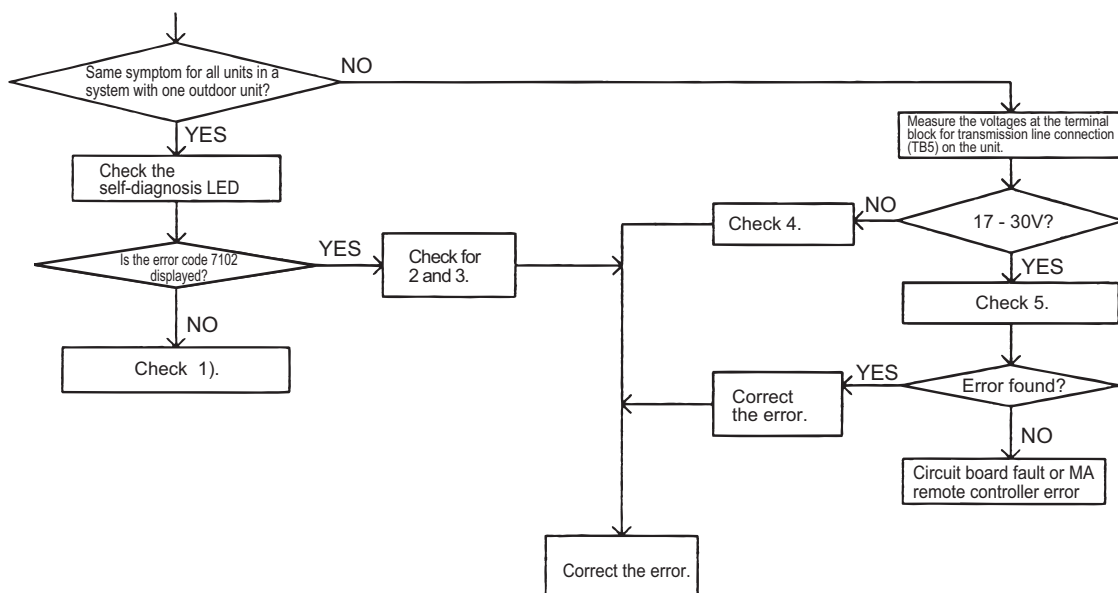 Same symptom for all units in a
system with one outdoor unit?
NO
YES
Measure the voltages at the terminal
block for transmission line connection
(TB5) on the unit.
Check the
self-diagnosis LED
NO
Check 4.
17 - 30V?
Is the error code 7102
displayed?
YES
Check for
2 and 3.
YES
Check 5.
NO
Check 1).
YES
Error found?
Correct
the error.
NO
Circuit board fault or MA
remote controller error
Correct the error.